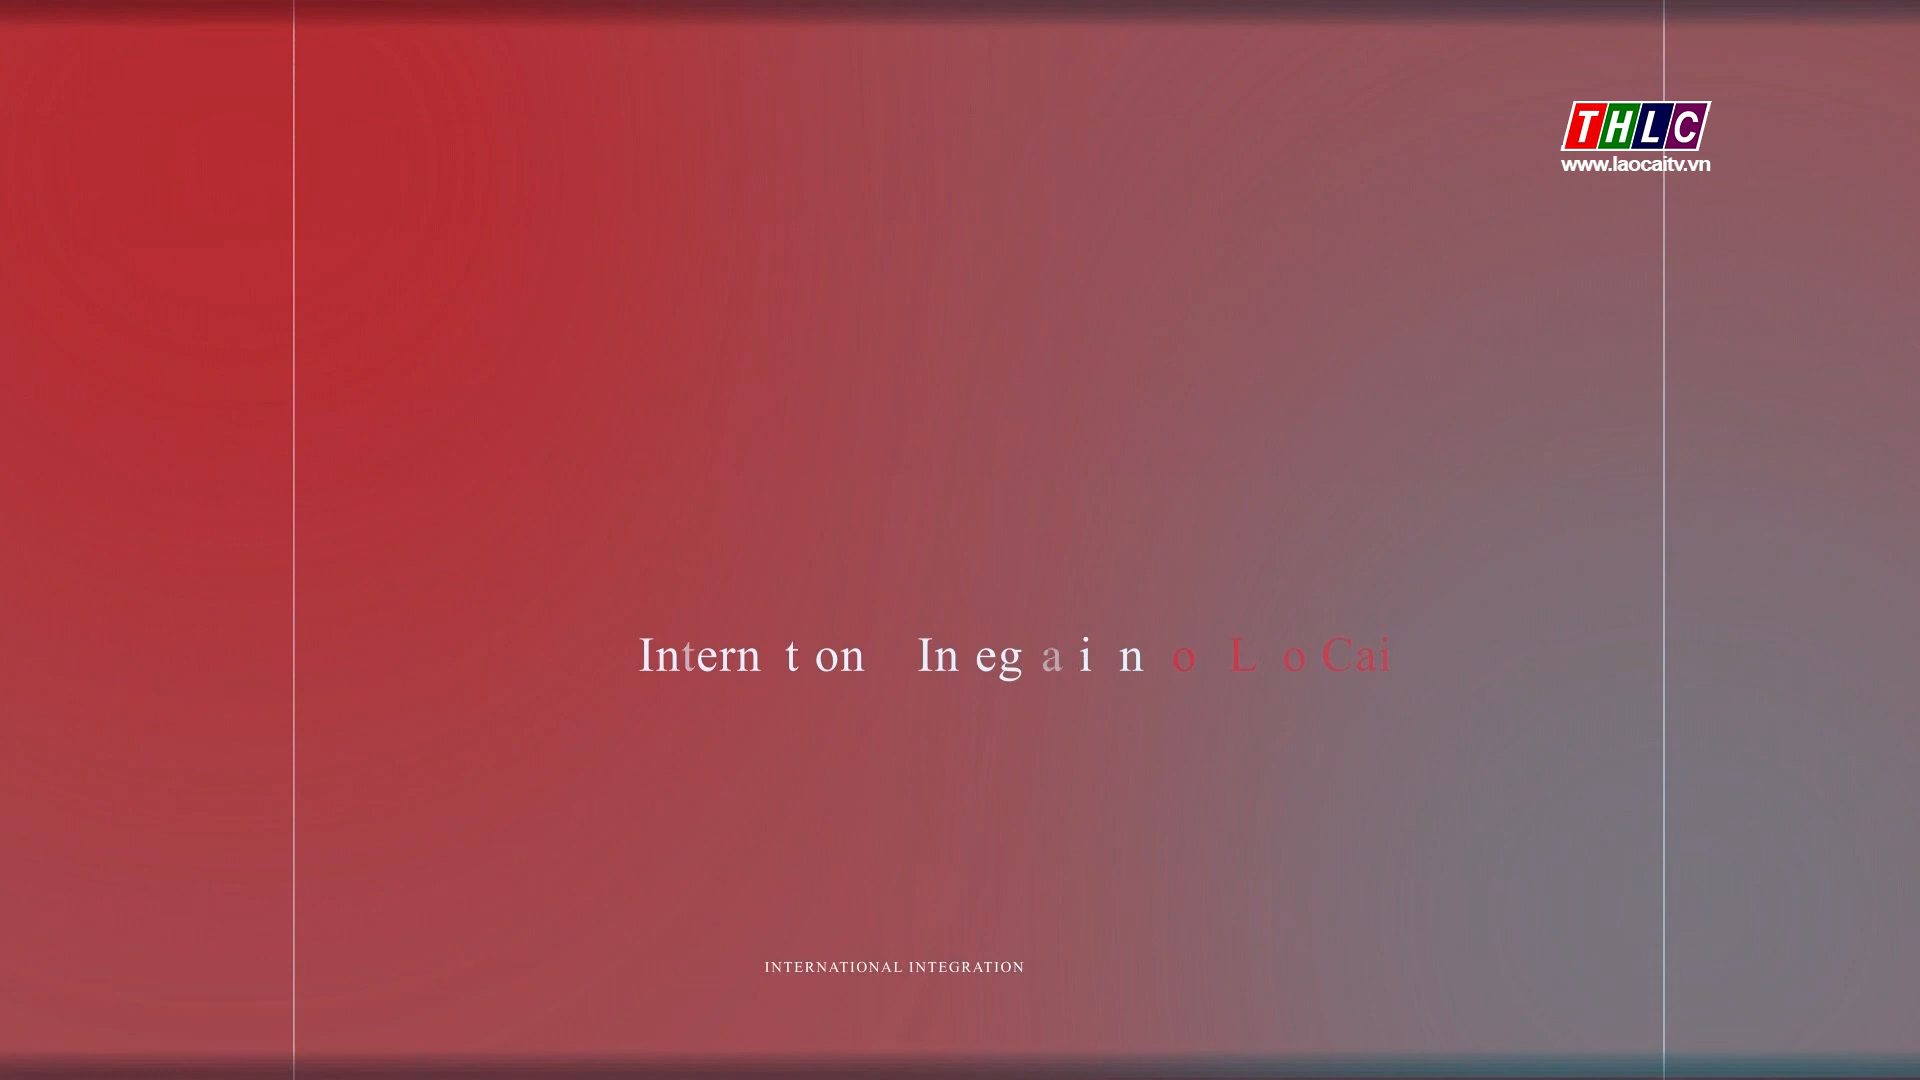 THLC
www.laocaitv.vn
Intern t on In eg a i n o L o Cai
INTERNATIONAL INTEGRATION